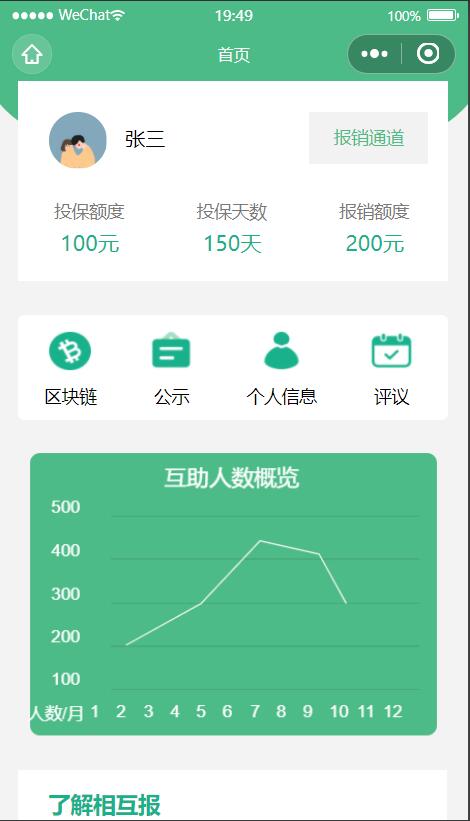 WeChat 19:49 100%
首页
张三 报销通道
投保额度 投保天数 报销额度
100元 150天 200元
区块链 公示 个人信息 评议
互助人数概览
500
400
300
200
100
人数/月 1 2 3 4 5 6 7 8 9 10 11 12
了解相互报